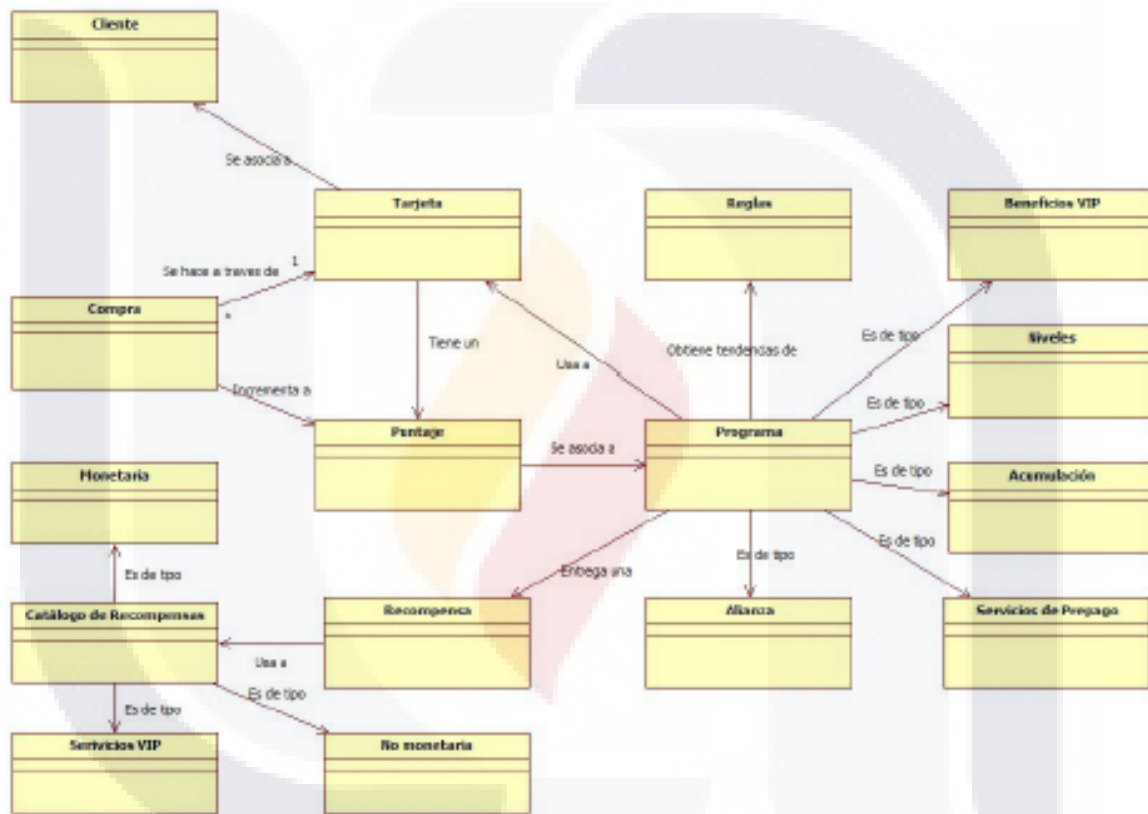 Cliente
Se asocia a
Tarjeta
Reglas
Beneficios VIP
Se hace a traves de
1
Compra
*
Tiene un
Usa a
Obtiene tendencias de
Es de tipo
Niveles
Incrementa a
Es de tipo
Puntaje
Se asocia a
Programa
Monetaria
Es de tipo
Acumulación
Es de tipo
Es de tipo
Es de tipo
Entrega una
Catálogo de Recompensas
Recompensa
Alianza
Servicios de Prepago
Usa a
Es de tipo
Es de tipo
Serivicios VIP
No monetaria